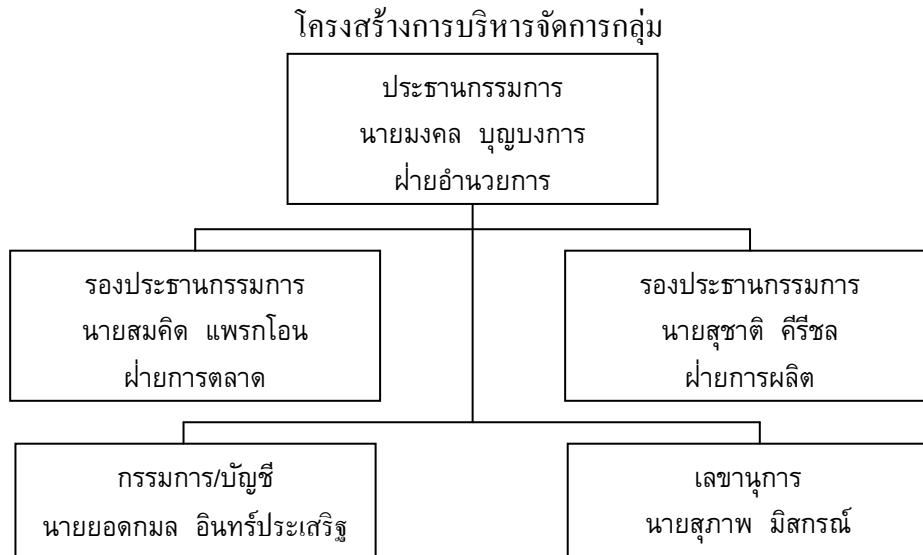 โครงสร้างการบริหารจัดการกลุ่ม
ประธานกรรมการ
นายมงคล บุญบงการ
ฝ่ายอำนวยการ
รองประธานกรรมการ
นายสมคิด แพรกโอน
ฝ่ายการตลาด
รองประธานกรรมการ
นายสุชาติ คีรีชล
ฝ่ายการผลิต
กรรมการ/บัญชี
นายยอดกมล อินทร์ประเสริฐ
เลขานุการ
นายสุภาพ มิสกรณ์